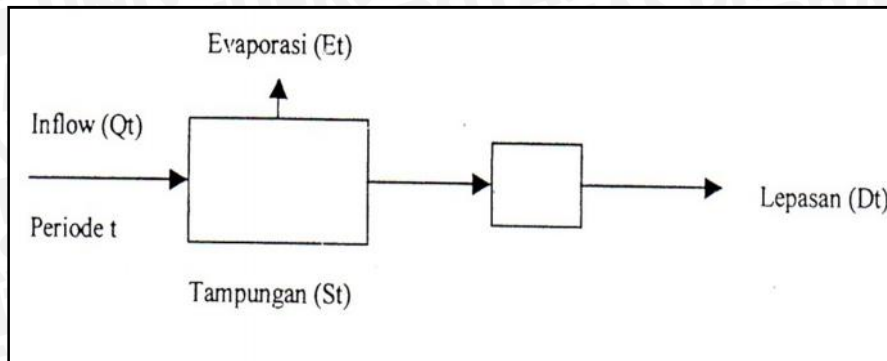 Evaporasi (Et)
Inflow (Qt)
Periode t
Lepasan (Dt)
Tampungan (St)